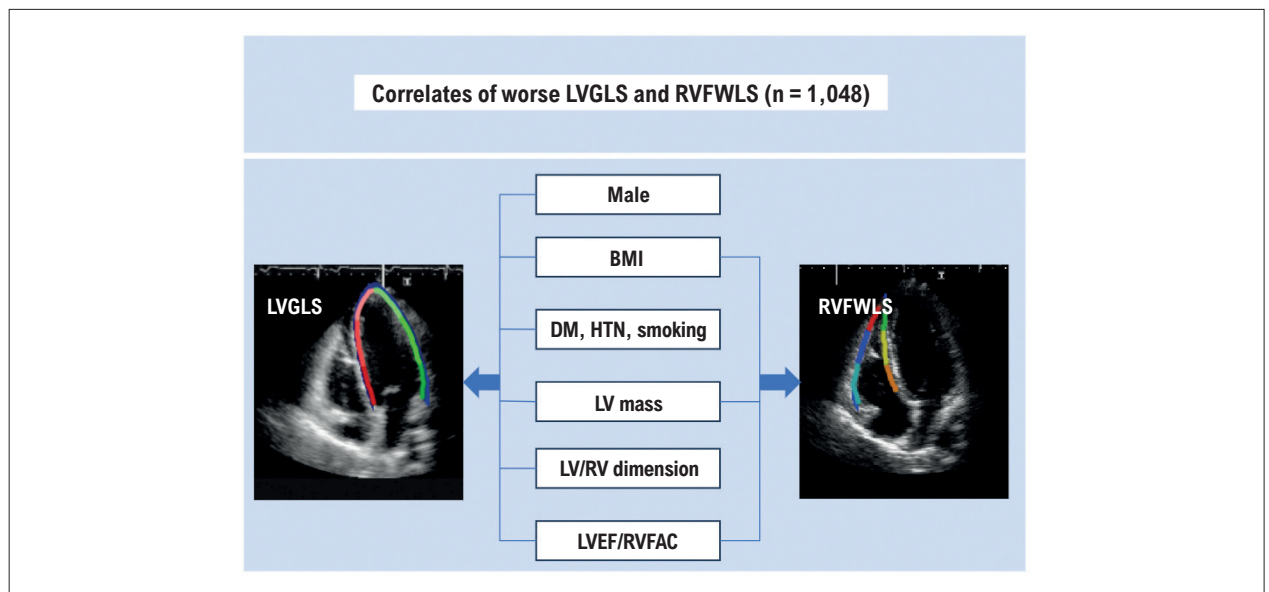 Correlates of worse LVGLS and RVFWLS (n = 1,048)
Male
BMI
DM, HTN, smoking
LV mass
LV/RV dimension
LVEF/RVFAC
LVGLS
RVFWLS